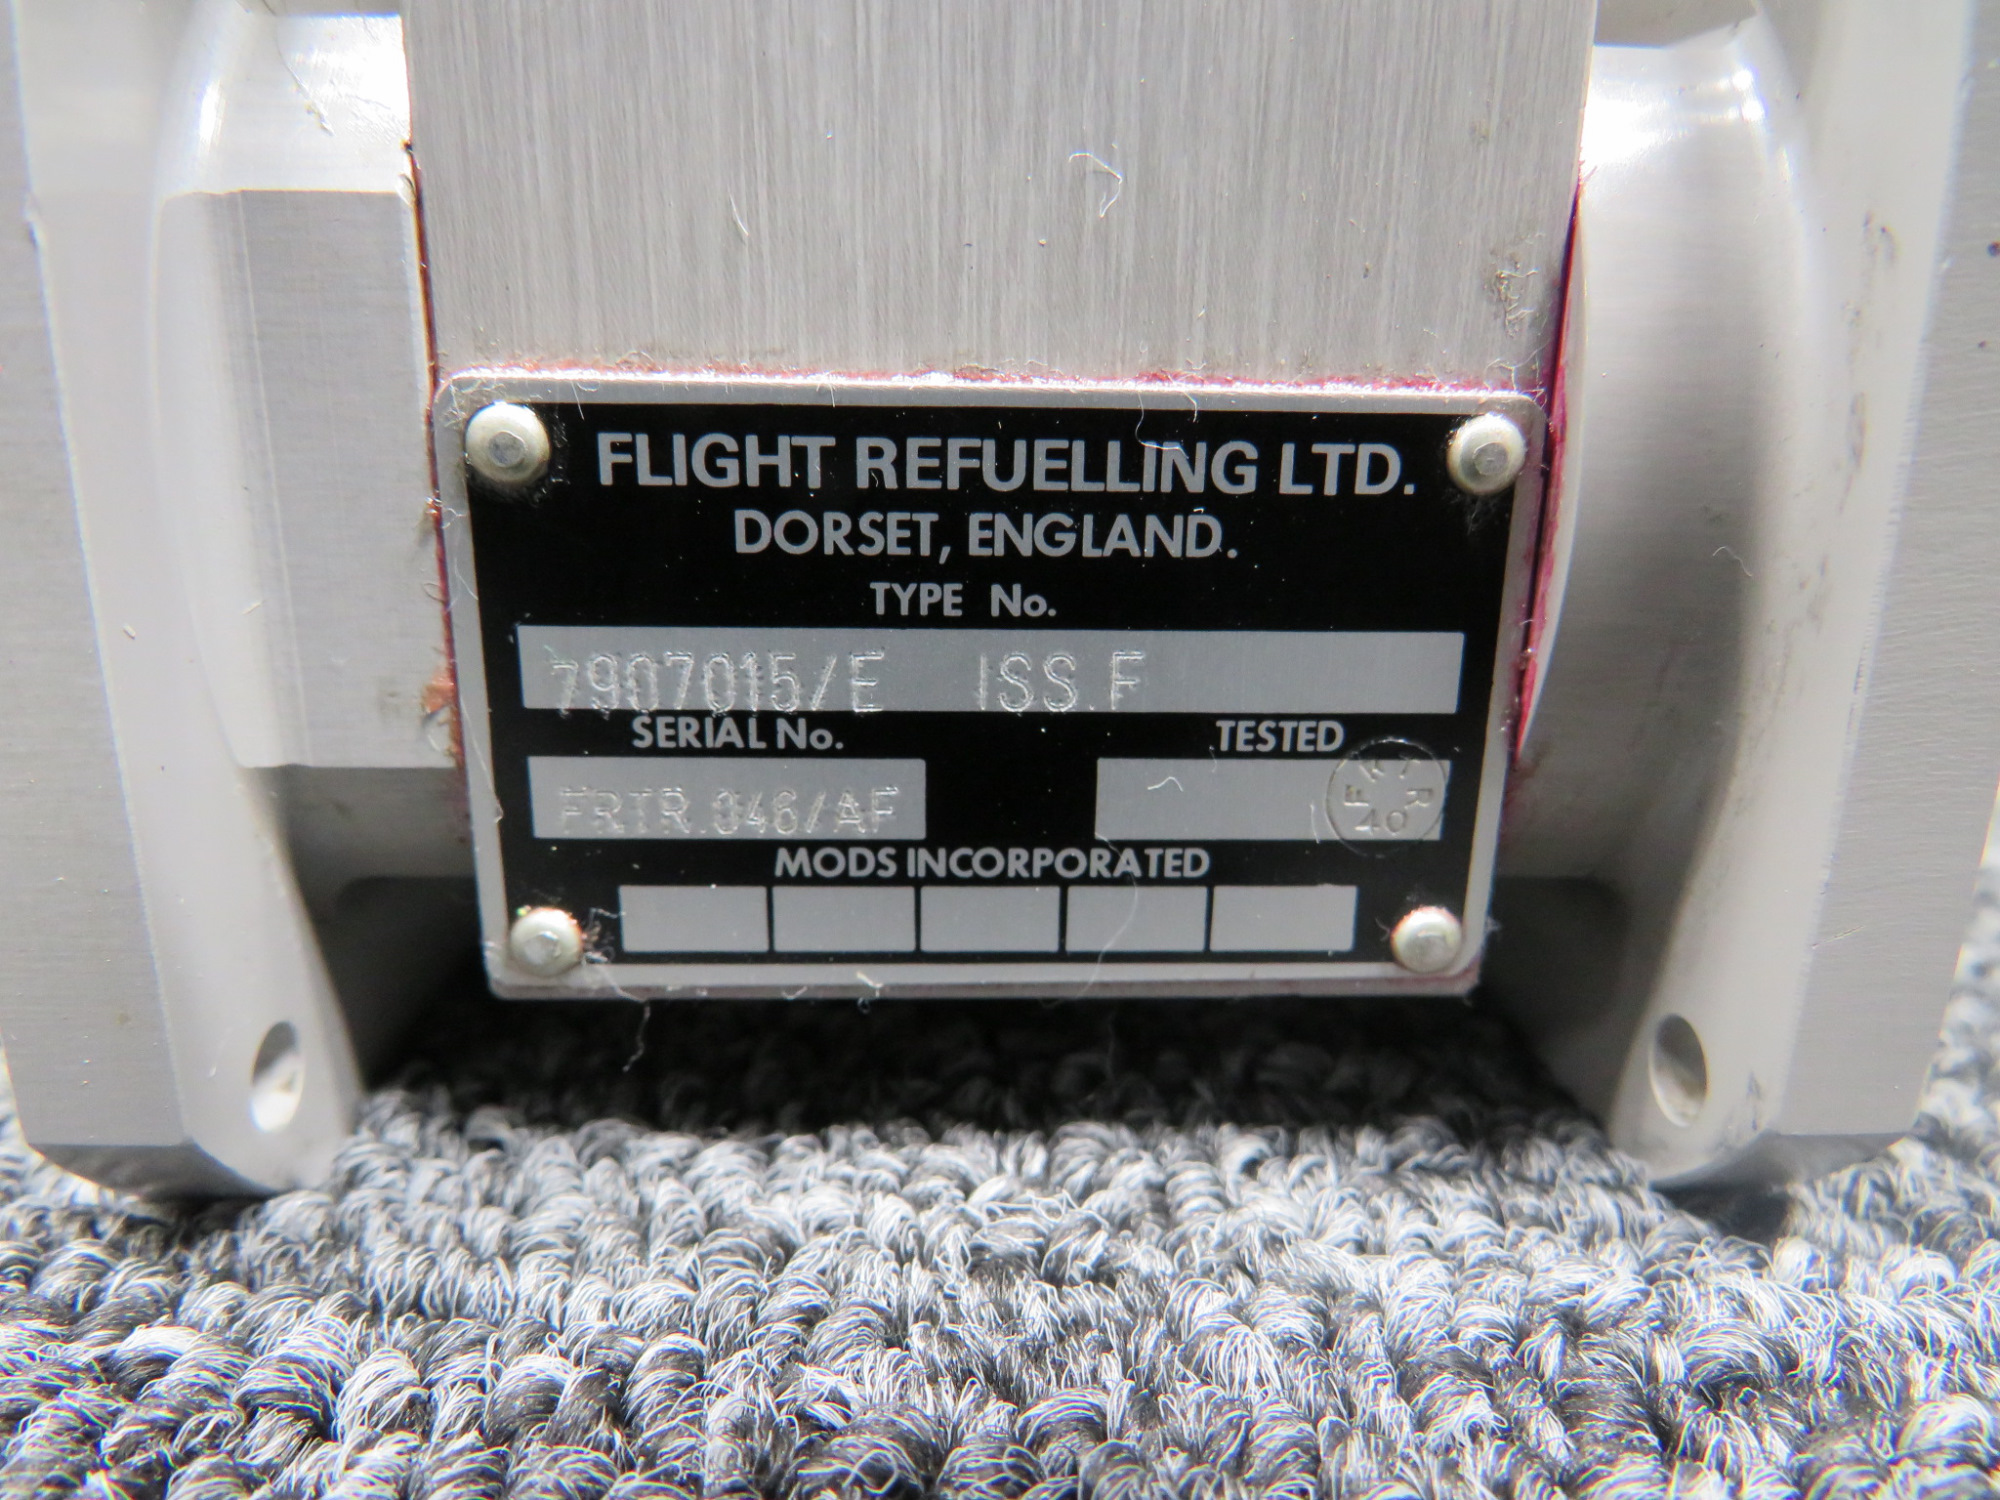 FLIGHT REFUELLING LTD.
DORSET, ENGLAND.
TYPE No.
7907015/E ISS.F
SERIAL No. TESTED
FRTR.046/AF
MODS INCORPORATED